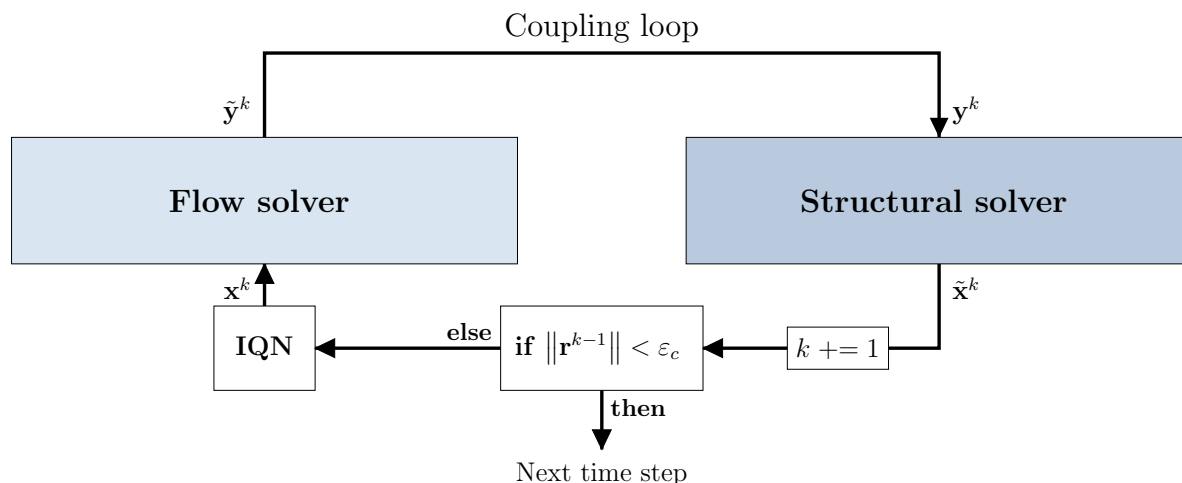 Coupling loop
ỹ^k
y^k
Flow solver
Structural solver
x^k
x̃^k
IQN
else
if ‖r^{k−1}‖ < ε_c
k += 1
then
Next time step